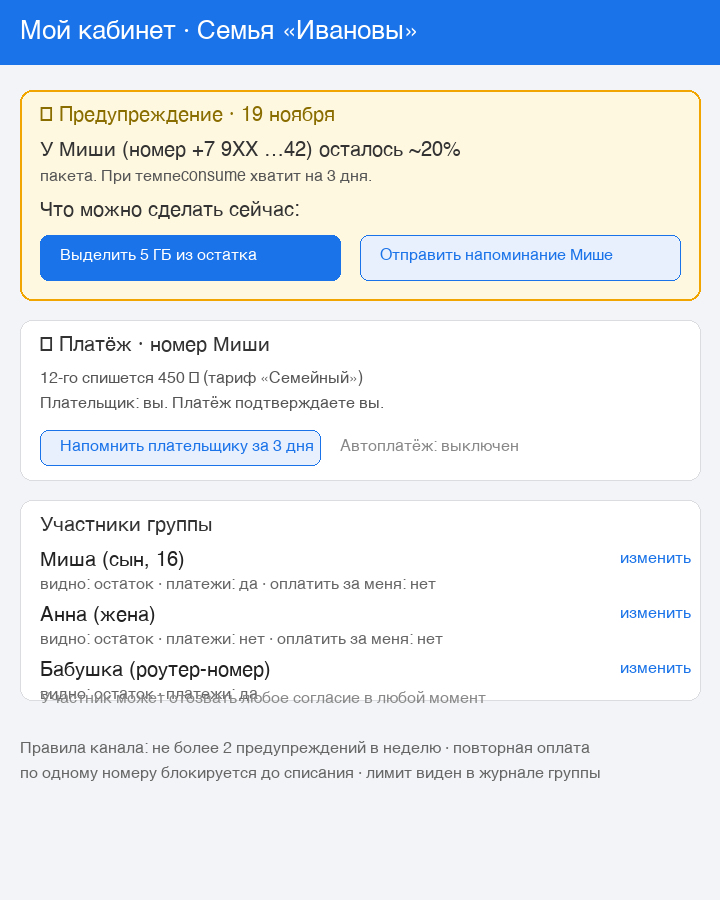 Мой кабинет · Семья «Ивановы»
Предупреждение · 19 ноября
У Миши (номер +7 9XX ...42) осталось ~20%
пакета. При темпеconsume хватит на 3 дня.
Что можно сделать сейчас:
Выделить 5 ГБ из остатка
Отправить напоминание Мише
Платёж · номер Миши
12-го спишется 450 (тариф «Семейный»)
Плательщик: вы. Платёж подтверждаете вы.
Напомнить плательщику за 3 дня
Автоплатёж: выключен
Участники группы
Миша (сын, 16)
изменить
видно: остаток · платежи: да · оплатить за меня: нет
Анна (жена)
изменить
видно: остаток · платежи: нет · оплатить за меня: нет
Бабушка (роутер-номер)
изменить
видно: остаток · платежи: да
Участник может отозвать любое согласие в любой момент
Правила канала: не более 2 предупреждений в неделю · повторная оплата
по одному номеру блокируется до списания · лимит виден в журнале группы